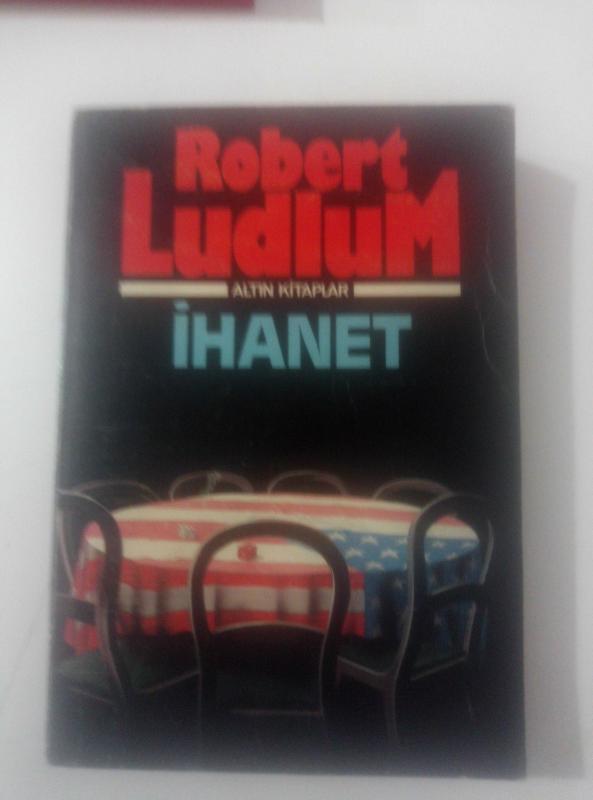 Robert
LudluM
ALTIN KİTAPLAR
İHANET